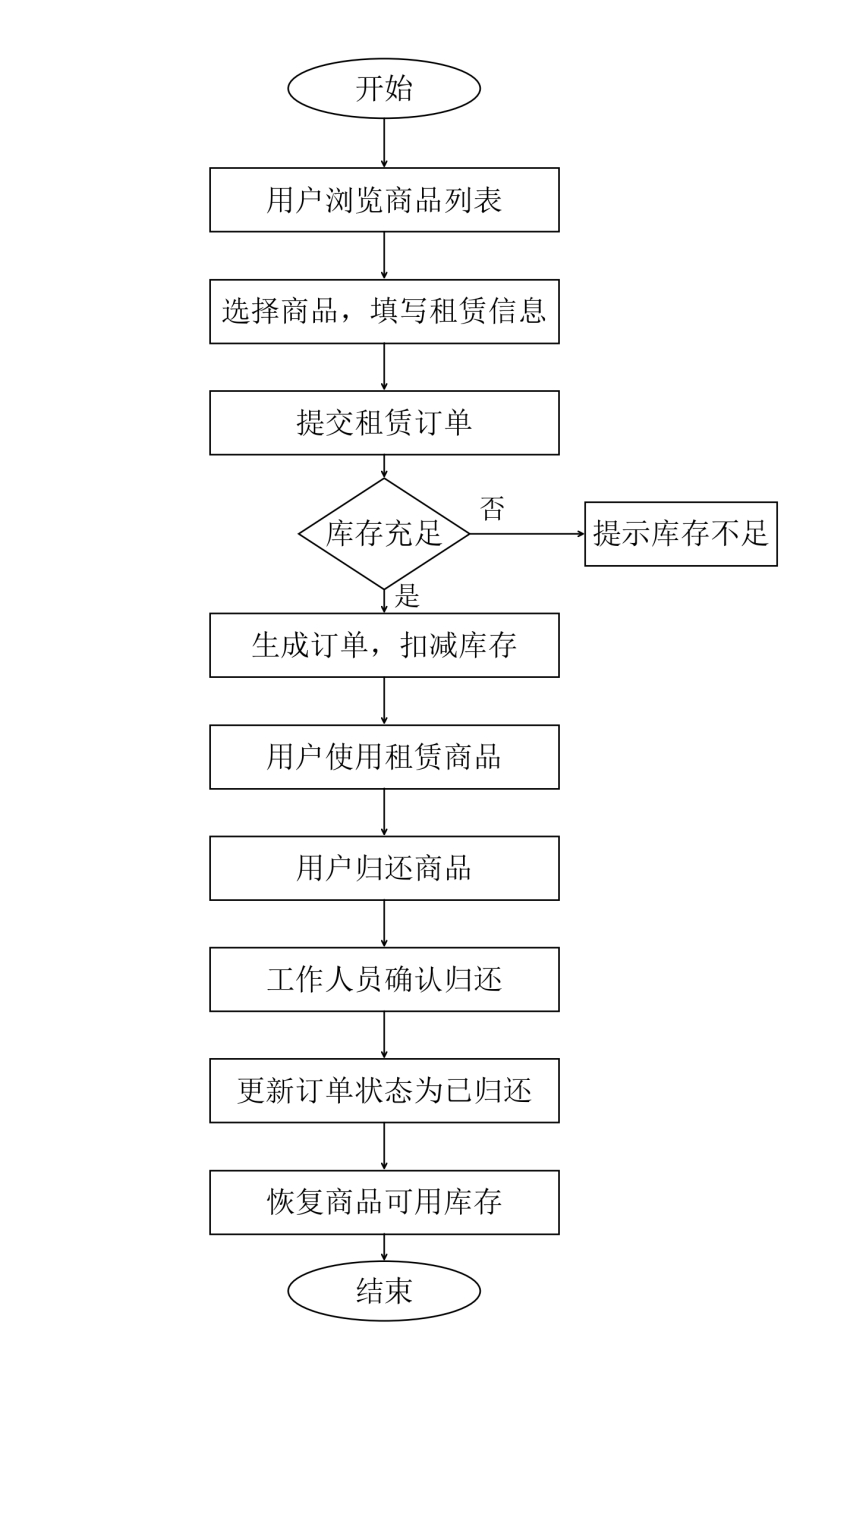 开始
用户浏览商品列表
选择商品，填写租赁信息
提交租赁订单
库存充足
否
提示库存不足
是
生成订单，扣减库存
用户使用租赁商品
用户归还商品
工作人员确认归还
更新订单状态为已归还
恢复商品可用库存
结束